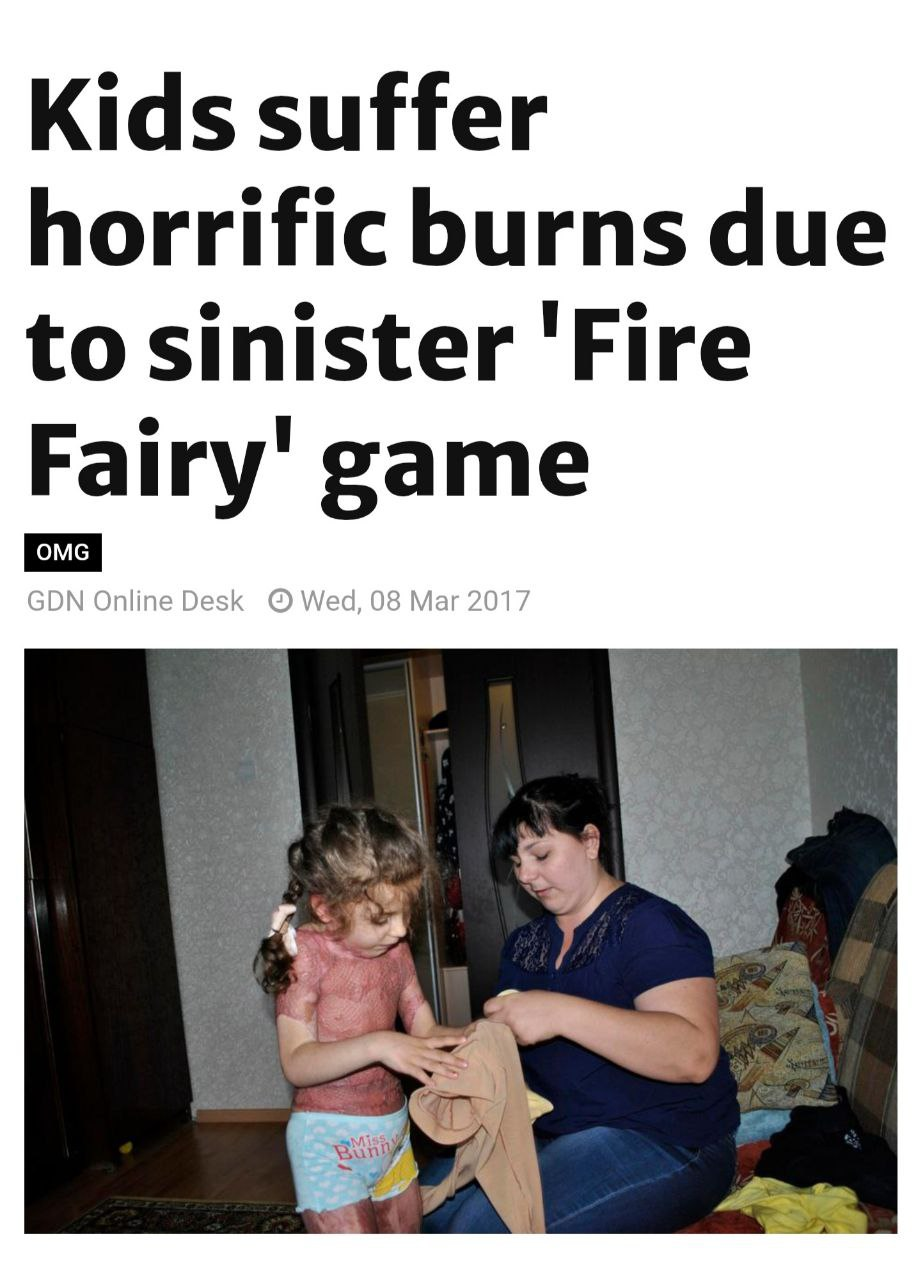 Kids suffer
horrific burns due
to sinister 'Fire
Fairy' game
OMG
GDN Online Desk Wed, 08 Mar 2017
Miss
Bunny